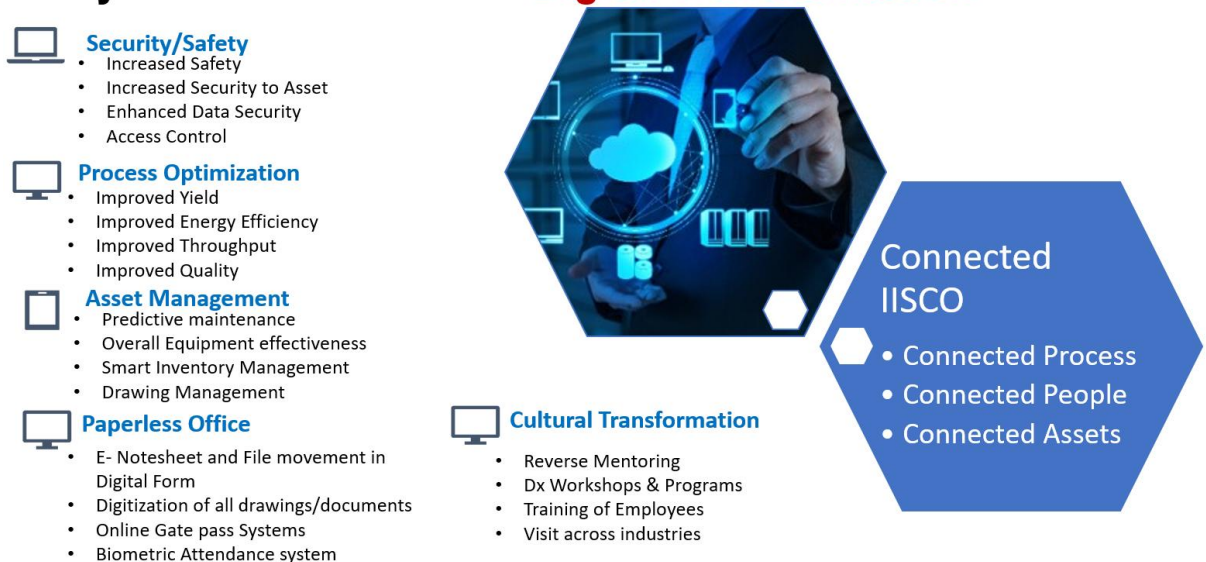 Security/Safety
• Increased Safety
• Increased Security to Asset
• Enhanced Data Security
• Access Control
Process Optimization
• Improved Yield
• Improved Energy Efficiency
• Improved Throughput
• Improved Quality
Asset Management
• Predictive maintenance
• Overall Equipment effectiveness
• Smart Inventory Management
• Drawing Management
Paperless Office
• E- Notesheet and File movement in
Digital Form
• Digitization of all drawings/documents
• Online Gate pass Systems
• Biometric Attendance system
Cultural Transformation
• Reverse Mentoring
• Dx Workshops & Programs
• Training of Employees
• Visit across industries
Connected
IISCO
• Connected Process
• Connected People
• Connected Assets